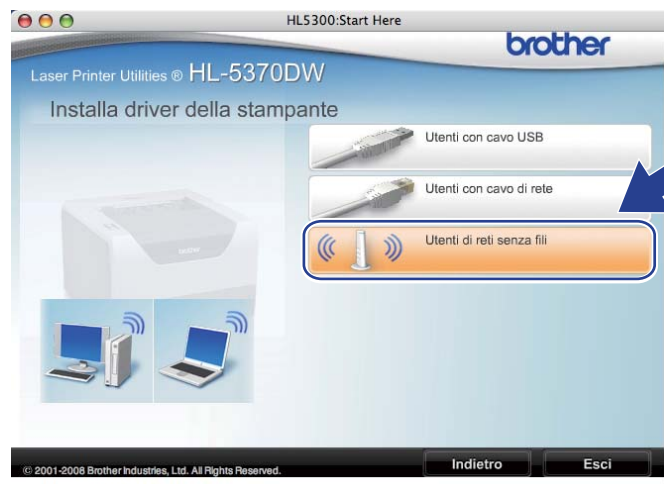 HL5300:Start Here
brother
Laser Printer Utilities ® HL-5370DW
Installa driver della stampante
Utenti con cavo USB
Utenti con cavo di rete
Utenti di reti senza fili
Indietro
Esci
© 2001-2008 Brother Industries, Ltd. All Rights Reserved.